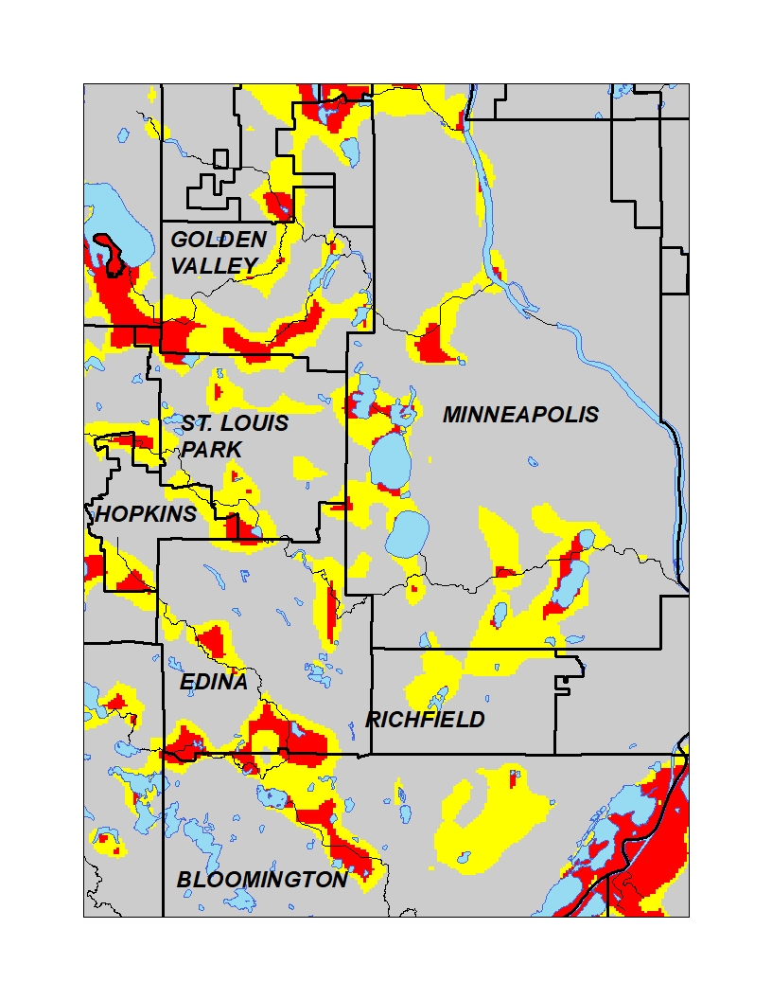 GOLDEN
VALLEY
MINNEAPOLIS
ST. LOUIS
PARK
HOPKINS
EDINA
RICHFIELD
BLOOMINGTON